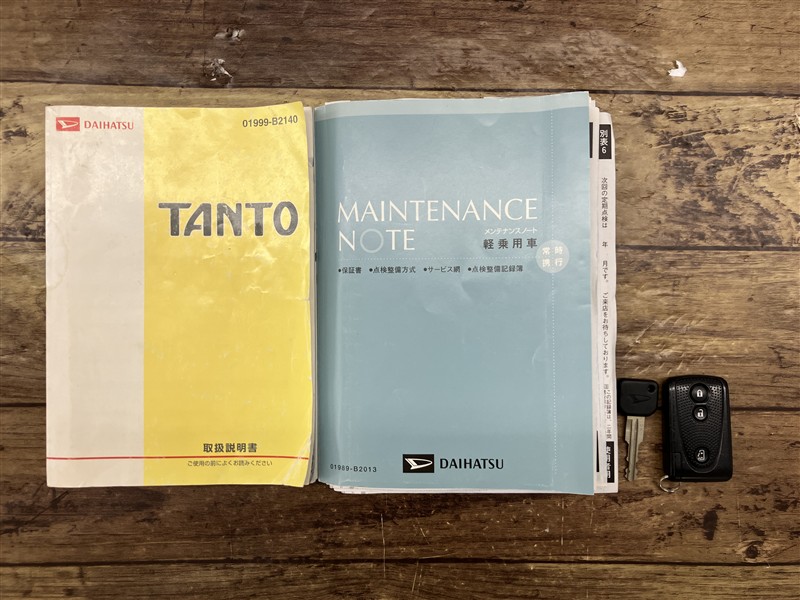 DAIHATSU
01999-B2140
TANTO
取扱説明書
ご使用の前によくお読みください
MAINTENANCE
NOTE
メンテナンスノート
軽乗用車
常時
携行
●保証書 ●点検整備方式 ●サービス網 ●点検整備記録簿
01989-B2013
DAIHATSU
別表6
次回の定期点検は 年 月です。 ご来店をお待ちしております。